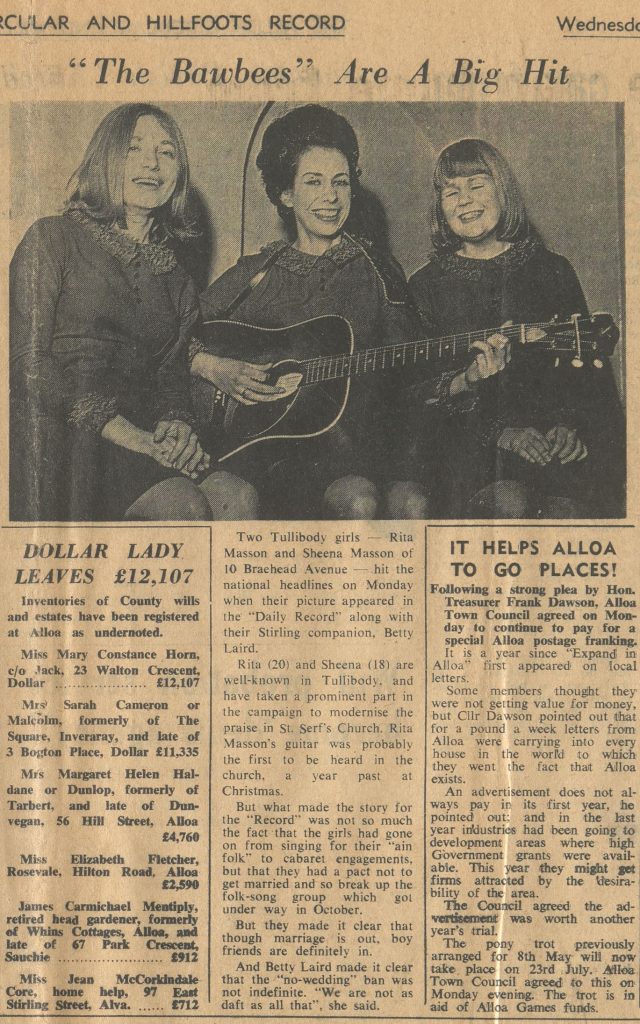 RCULAR AND HILLFOOTS RECORD
Wednesda
"The Bawbees" Are A Big Hit
DOLLAR LADY
LEAVES £12,107
Inventories of County wills
and estates have been registered
at Alloa as undernoted.
Miss Mary Constance Horn,
c/o Jack, 23 Walton Crescent,
Dollar .................. £12,107
Mrs Sarah Cameron or
Malcolm, formerly of The
Square, Inveraray, and late of
3 Bogton Place, Dollar £11,335
Mrs Margaret Helen Hal-
dane or Dunlop, formerly of
Tarbert, and late of Dun-
vegan, 56 Hill Street, Alloa
£4,760
Miss Elizabeth Fletcher,
Rosevale, Hilton Road, Alloa
£2,590
James Carmichael Mentiply,
retired head gardener, formerly
of Whins Cottages, Alloa, and
late of 67 Park Crescent,
Sauchie .................. £912
Miss Jean McCorkindale
Core, home help, 97 East
Stirling Street, Alva. ...... £712
Two Tullibody girls — Rita
Masson and Sheena Masson of
10 Braehead Avenue — hit the
national headlines on Monday
when their picture appeared in
the "Daily Record" along with
their Stirling companion, Betty
Laird.
Rita (20) and Sheena (18) are
well-known in Tullibody, and
have taken a prominent part in
the campaign to modernise the
praise in St. Serf's Church. Rita
Masson's guitar was probably
the first to be heard in the
church, a year past at
Christmas.
But what made the story for
the "Record" was not so much
the fact that the girls had gone
on from singing for their "ain
folk" to cabaret engagements,
but that they had a pact not to
get married and so break up the
folk-song group which got
under way in October.
But they made it clear that
though marriage is out, boy
friends are definitely in.
And Betty Laird made it clear
that the "no-wedding" ban was
not indefinite. "We are not as
daft as all that", she said.
IT HELPS ALLOA
TO GO PLACES!
Following a strong plea by Hon.
Treasurer Frank Dawson, Alloa
Town Council agreed on Mon-
day to continue to pay for a
special Alloa postage franking.
It is a year since "Expand in
Alloa" first appeared on local
letters.
Some members thought they
were not getting value for money,
but Cllr Dawson pointed out that
for a pound a week letters from
Alloa were carrying into every
house in the world to which
they went the fact that Alloa
exists.
An advertisement does not al-
ways pay in its first year, he
pointed out; and in the last
year industries had been going to
development areas where high
Government grants were avail-
able. This year they might get
firms attracted by the desira-
bility of the area.
The Council agreed the ad-
vertisement was worth another
year's trial.
The pony trot previously
arranged for 8th May will now
take place on 23rd July. Alloa
Town Council agreed to this on
Monday evening. The trot is in
aid of Alloa Games funds.